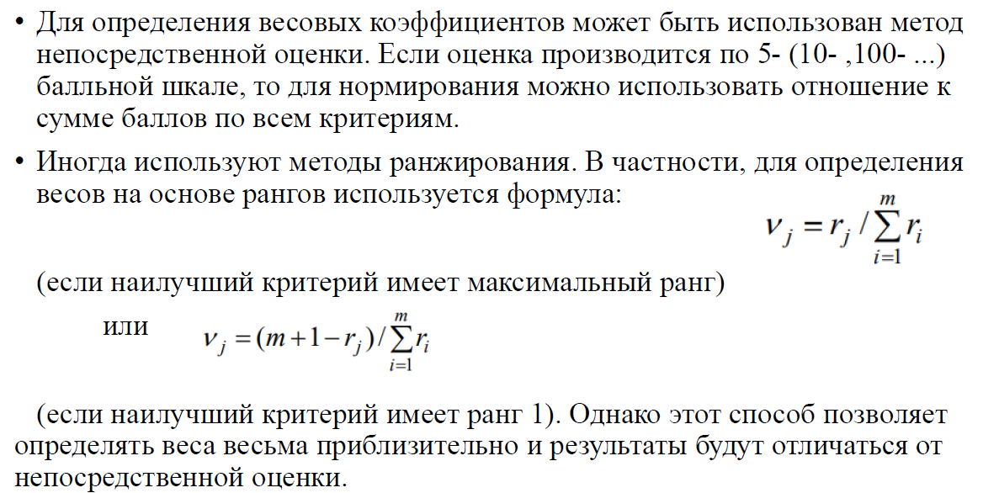 • Для определения весовых коэффициентов может быть использован метод
непосредственной оценки. Если оценка производится по 5- (10- ,100- ...)
балльной шкале, то для нормирования можно использовать отношение к
сумме баллов по всем критериям.
• Иногда используют методы ранжирования. В частности, для определения
весов на основе рангов используется формула:
ν_j = r_j / ∑_{i=1}^{m} r_i
(если наилучший критерий имеет максимальный ранг)
или ν_j = (m + 1 − r_j) / ∑_{i=1}^{m} r_i
(если наилучший критерий имеет ранг 1). Однако этот способ позволяет
определять веса весьма приблизительно и результаты будут отличаться от
непосредственной оценки.